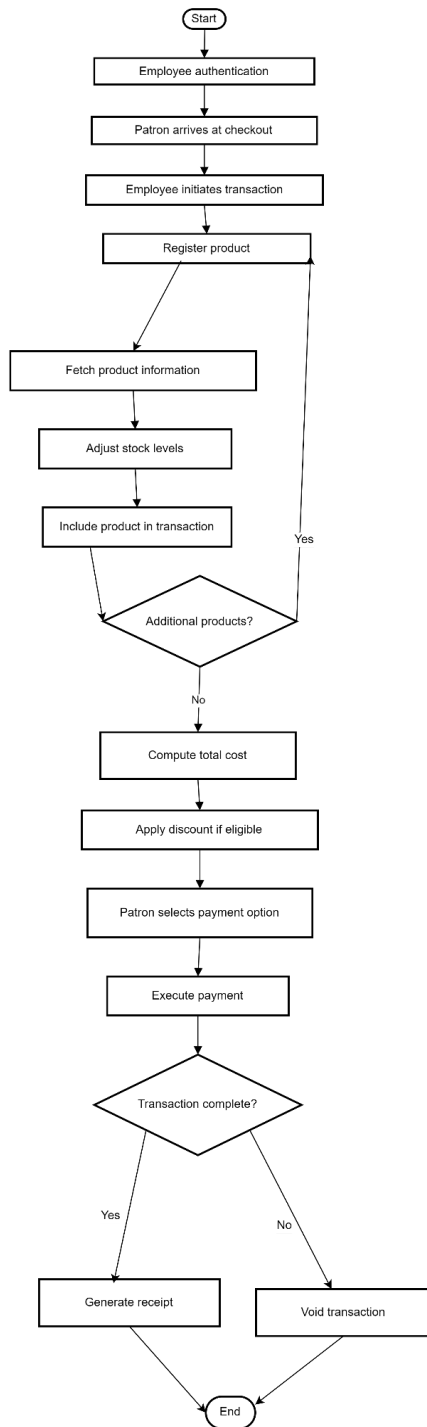 Start
Employee authentication
Patron arrives at checkout
Employee initiates transaction
Register product
Fetch product information
Adjust stock levels
Include product in transaction
Yes
Additional products?
No
Compute total cost
Apply discount if eligible
Patron selects payment option
Execute payment
Transaction complete?
Yes
No
Generate receipt
Void transaction
End